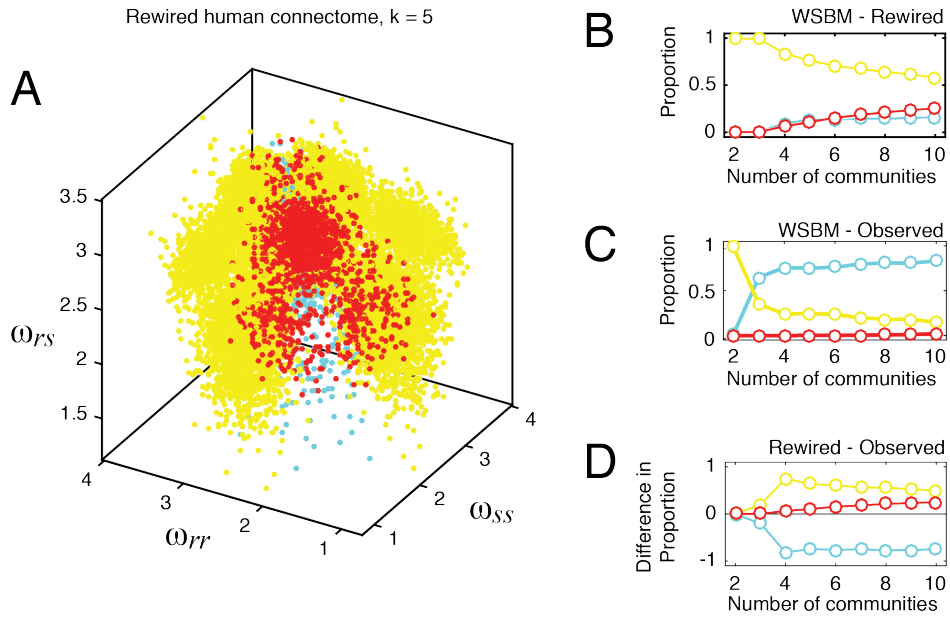 Rewired human connectome, k = 5
A
3.5
3
2.5
2
1.5
ωrs
4
3
2
1
ωrr
1
2
3
4
ωss
B
WSBM - Rewired
Proportion
1
0.5
0
2 4 6 8 10
Number of communities
C
WSBM - Observed
Proportion
1
0.5
0
2 4 6 8 10
Number of communities
D
Rewired - Observed
Difference in
Proportion
1
0
-1
2 4 6 8 10
Number of communities